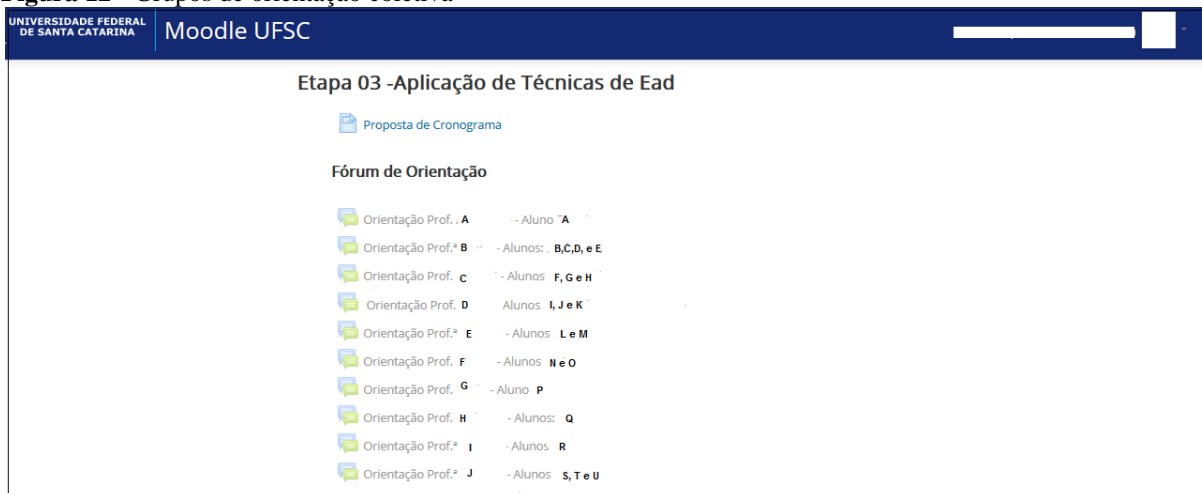 Figura 12 - Grupos de orientação coletiva
UNIVERSIDADE FEDERAL
DE SANTA CATARINA
Moodle UFSC
Etapa 03 -Aplicação de Técnicas de Ead
Proposta de Cronograma
Fórum de Orientação
Orientação Prof. A - Aluno A
Orientação Prof.ª B - Alunos: B,C,D, e E
Orientação Prof. C - Alunos F, G e H
Orientação Prof. D Alunos I, J e K
Orientação Prof.ª E - Alunos L e M
Orientação Prof. F - Alunos N e O
Orientação Prof. G - Aluno P
Orientação Prof. H - Alunos: Q
Orientação Prof.ª I - Alunos R
Orientação Prof.ª J - Alunos S, T e U